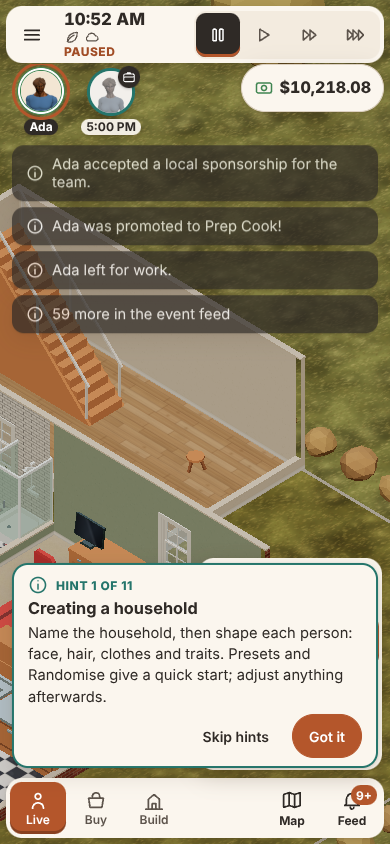 10:52 AM
PAUSED
$10,218.08
Ada
5:00 PM
Ada accepted a local sponsorship for the
team.
Ada was promoted to Prep Cook!
Ada left for work.
59 more in the event feed
HINT 1 OF 11
Creating a household
Name the household, then shape each person:
face, hair, clothes and traits. Presets and
Randomise give a quick start; adjust anything
afterwards.
Skip hints
Got it
Live
Buy
Build
Map
Feed
9+